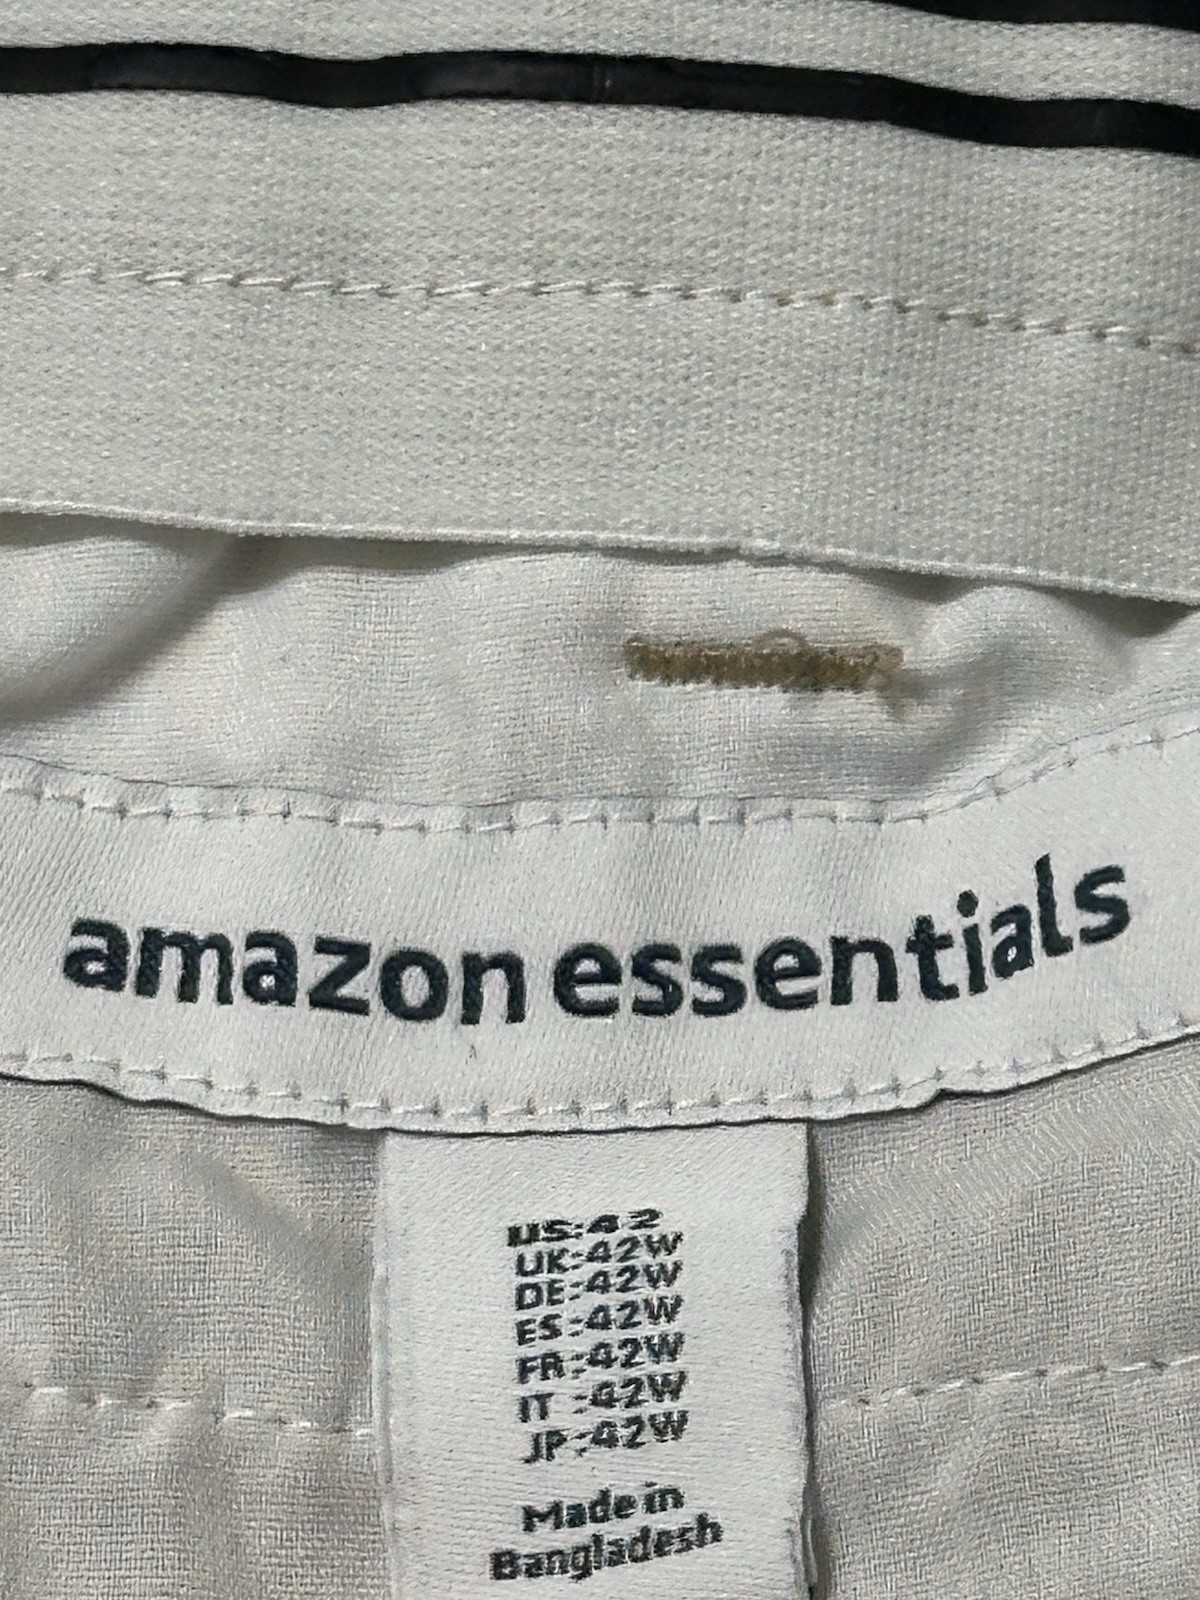 amazon essentials
US:42
UK:42W
DE:42W
ES:42W
FR:42W
IT :42W
JP:42W
Made in
Bangladesh